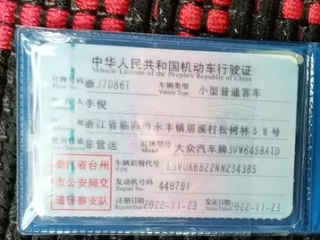 中华人民共和国机动车行驶证
Vehicle License of the People's Republic of China
号牌号码 浙J7D86T 车辆类型 小型普通客车
Plate No. Vehicle Type
李俊
浙江省临海市永丰镇居溪村松树林38号
使用性质 非营运 品牌型号 大众汽车牌SVW6458ATD
浙江省台州
市公安局交
通警察支队
车辆识别代号 LSVUK6B22NN234385
VIN
发动机号码 440701
注册日期 2022-11-23 发证日期 2022-11-23